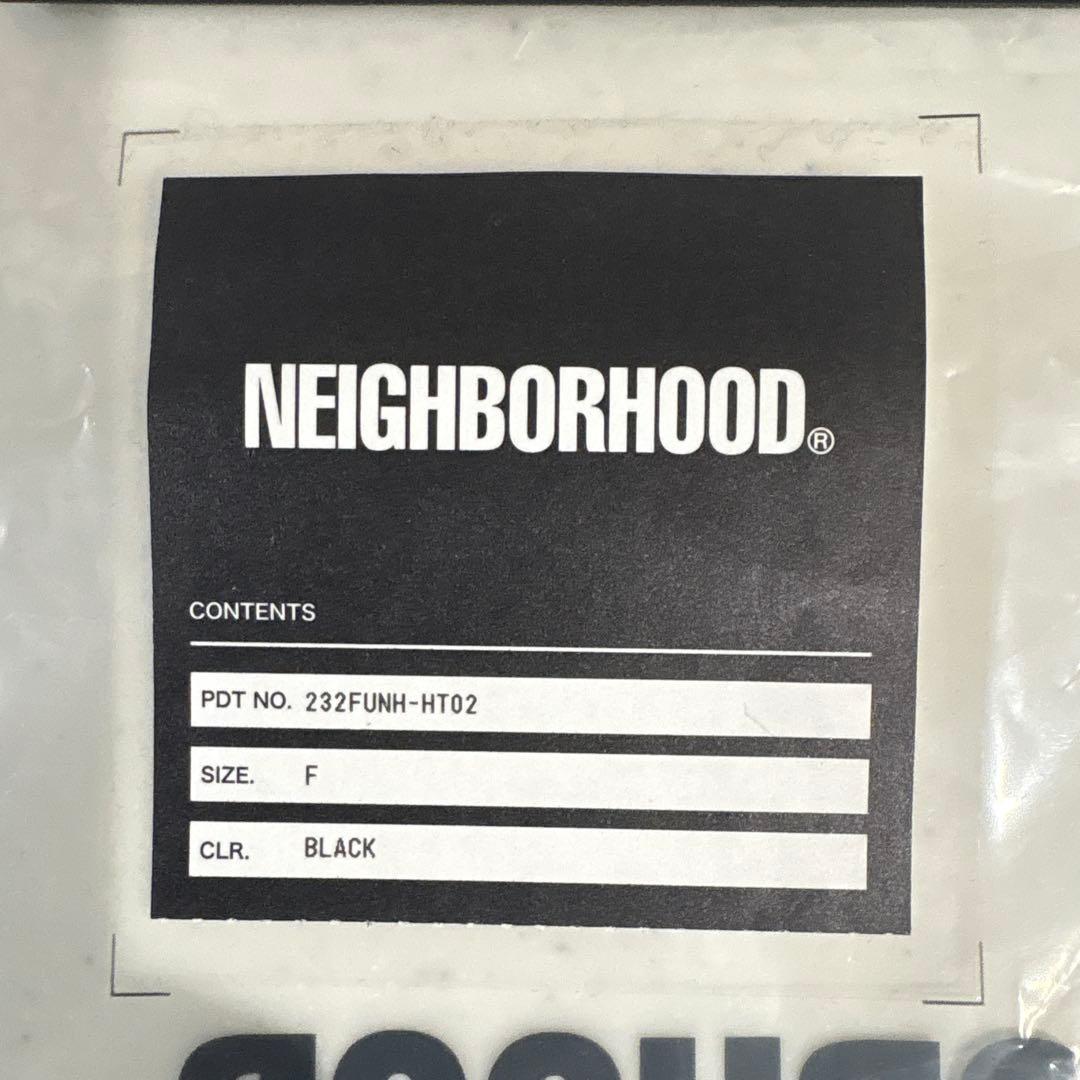 NEIGHBORHOOD®
CONTENTS
PDT NO. 232FUNH-HT02
SIZE. F
CLR. BLACK